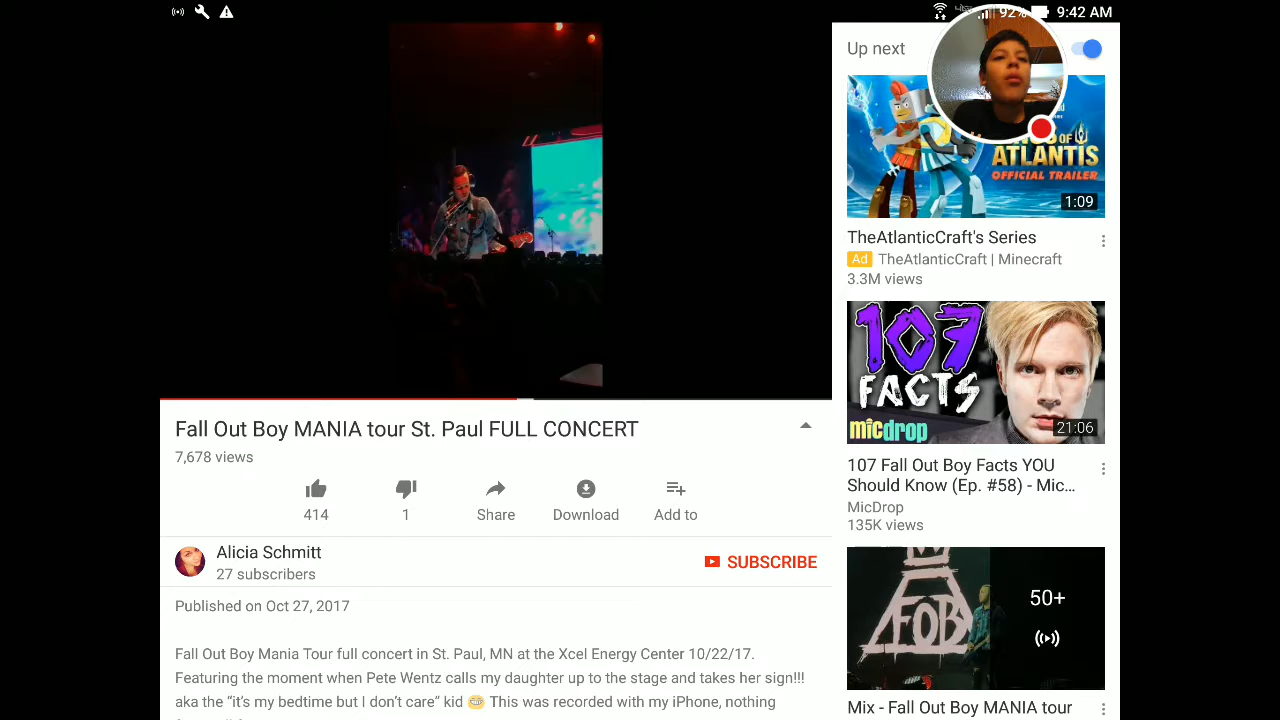 92%
9:42 AM
Up next
OF
ATLANTIS
OFFICIAL TRAILER
1:09
TheAtlanticCraft's Series
Ad TheAtlanticCraft | Minecraft
3.3M views
107
FACTS
micdrop
21:06
107 Fall Out Boy Facts YOU
Should Know (Ep. #58) - Mic...
MicDrop
135K views
FOB
50+
Mix - Fall Out Boy MANIA tour
Fall Out Boy MANIA tour St. Paul FULL CONCERT
7,678 views
414
1
Share
Download
Add to
Alicia Schmitt
27 subscribers
SUBSCRIBE
Published on Oct 27, 2017
Fall Out Boy Mania Tour full concert in St. Paul, MN at the Xcel Energy Center 10/22/17.
Featuring the moment when Pete Wentz calls my daughter up to the stage and takes her sign!!!
aka the "it's my bedtime but I don't care" kid 😁 This was recorded with my iPhone, nothing